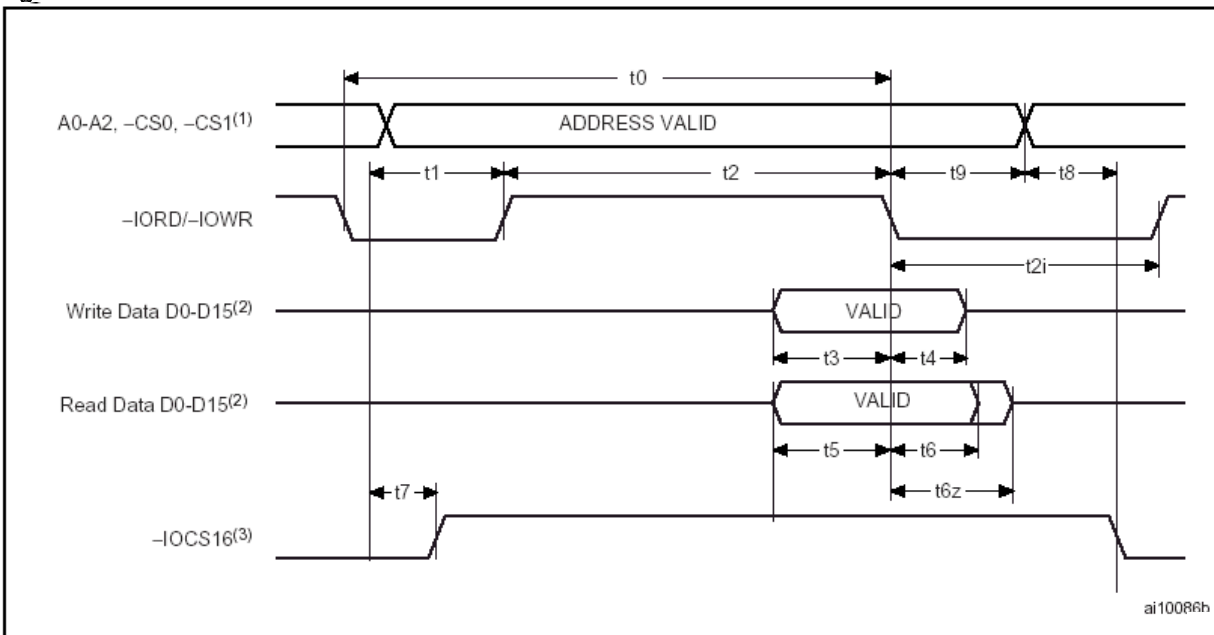 t0
A0-A2, –CS0, –CS1(1)
ADDRESS VALID
t1
t2
t9
t8
–IORD/–IOWR
t2i
Write Data D0-D15(2)
VALID
t3
t4
Read Data D0-D15(2)
VALID
t5
t6
t6z
t7
–IOCS16(3)
ai10086b